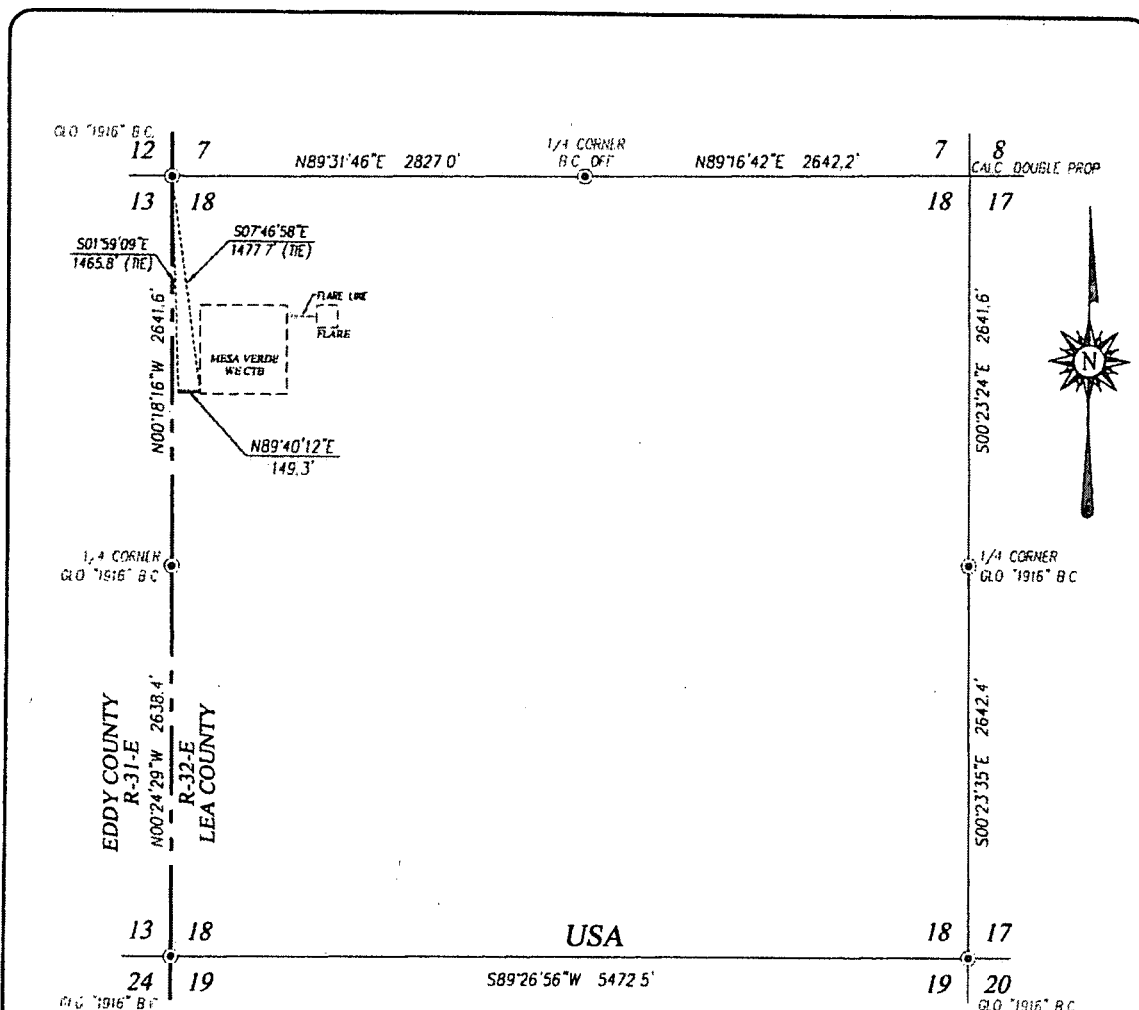 GLO "1916" B.C.
12 7
N89°31'46"E 2827.0'
1/4 CORNER
B.C. OFF
N89°16'42"E 2642.2'
7 8
CALC. DOUBLE PROP
13 18
18 17
S01°59'09"E
1465.8' (TIE)
S07°46'58"E
1477.7' (TIE)
FLARE LINE
FLARE
MESA VERDE
WE CTB
N00°18'16"W 2641.6'
S00°23'24"E 2641.6'
N
N89°40'12"E
149.3'
1/4 CORNER
GLO "1916" B.C
1/4 CORNER
GLO "1916" B.C
EDDY COUNTY
R-31-E
N00°24'29"W 2638.4'
R-32-E
LEA COUNTY
S00°23'35"E 2642.4'
13 18
USA
18 17
24 19
S89°26'56"W 5472.5'
19 20
GLO "1916" B.C
GLO "1916" B.C